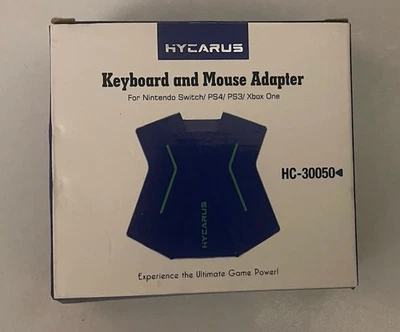 HYCARUS
Keyboard and Mouse Adapter
For Nintendo Switch/ PS4/ PS3/ Xbox One
HC-30050
HYCARUS
Experience the Ultimate Game Power!